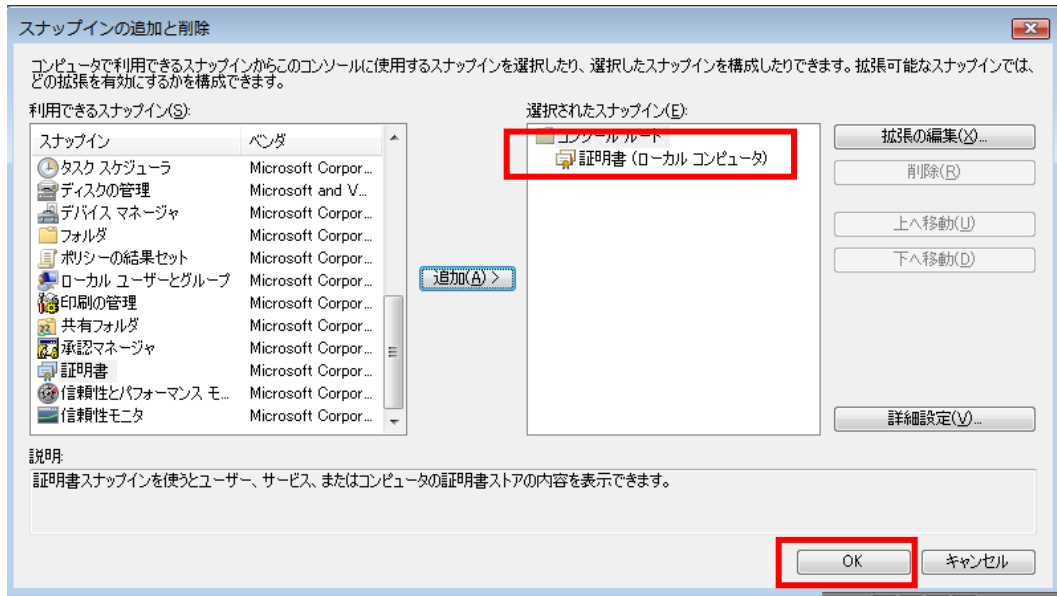 スナップインの追加と削除
コンピュータで利用できるスナップインからこのコンソールに使用するスナップインを選択したり、選択したスナップインを構成したりできます。拡張可能なスナップインでは、
どの拡張を有効にするかを構成できます。
利用できるスナップイン(S):
スナップイン ベンダ
タスク スケジューラ Microsoft Corpor...
ディスクの管理 Microsoft and V...
デバイス マネージャ Microsoft Corpor...
フォルダ Microsoft Corpor...
ポリシーの結果セット Microsoft Corpor...
ローカル ユーザーとグループ Microsoft Corpor...
印刷の管理 Microsoft Corpor...
共有フォルダ Microsoft Corpor...
承認マネージャ Microsoft Corpor...
証明書 Microsoft Corpor...
信頼性とパフォーマンス モ... Microsoft Corpor...
信頼性モニタ Microsoft Corpor...
追加(A) >
選択されたスナップイン(E):
コンソール ルート
証明書 (ローカル コンピュータ)
拡張の編集(X)...
削除(R)
上へ移動(U)
下へ移動(D)
詳細設定(V)...
説明:
証明書スナップインを使うとユーザー、サービス、またはコンピュータの証明書ストアの内容を表示できます。
OK
キャンセル